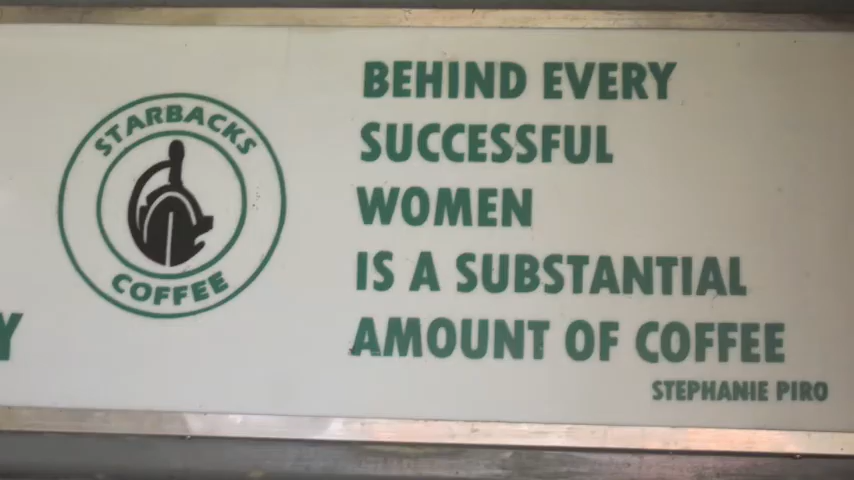 STARBACKS
COFFEE
BEHIND EVERY
SUCCESSFUL
WOMEN
IS A SUBSTANTIAL
AMOUNT OF COFFEE
STEPHANIE PIRO
Y